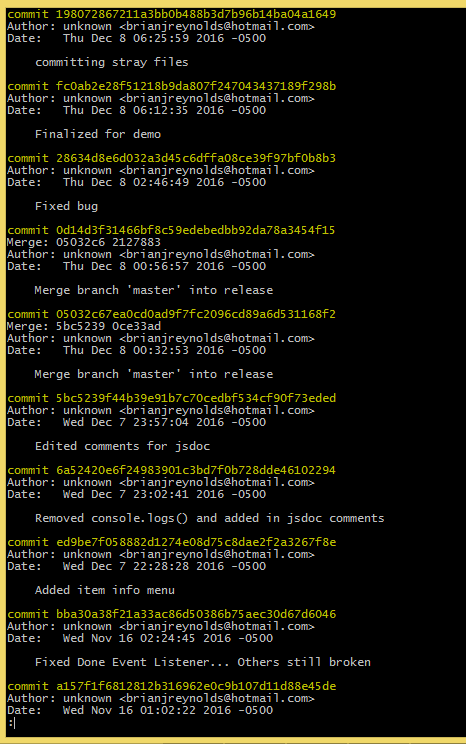 commit 198072867211a3bb0b488b3d7b96b14ba04a1649
Author: unknown <brianjreynolds@hotmail.com>
Date:   Thu Dec 8 06:25:59 2016 -0500
committing stray files
commit fc0ab2e28f51218b9da807f247043437189f298b
Author: unknown <brianjreynolds@hotmail.com>
Date:   Thu Dec 8 06:12:35 2016 -0500
Finalized for demo
commit 28634d8e6d032a3d45c6dffa08ce39f97bf0b8b3
Author: unknown <brianjreynolds@hotmail.com>
Date:   Thu Dec 8 02:46:49 2016 -0500
Fixed bug
commit 0d14d3f31466bf8c59edebedbb92da78a3454f15
Merge: 05032c6 2127883
Author: unknown <brianjreynolds@hotmail.com>
Date:   Thu Dec 8 00:56:57 2016 -0500
Merge branch 'master' into release
commit 05032c67ea0cd0ad9f7fc2096cd89a6d531168f2
Merge: 5bc5239 0ce33ad
Author: unknown <brianjreynolds@hotmail.com>
Date:   Thu Dec 8 00:32:53 2016 -0500
Merge branch 'master' into release
commit 5bc5239f44b39e91b7c70cedbf534cf90f73eded
Author: unknown <brianjreynolds@hotmail.com>
Date:   Wed Dec 7 23:57:04 2016 -0500
Edited comments for jsdoc
commit 6a52420e6f24983901c3bd7f0b728dde46102294
Author: unknown <brianjreynolds@hotmail.com>
Date:   Wed Dec 7 23:02:41 2016 -0500
Removed console.logs() and added in jsdoc comments
commit ed9be7f058882d1274e08d75c8dae2f2a3267f8e
Author: unknown <brianjreynolds@hotmail.com>
Date:   Wed Dec 7 22:28:28 2016 -0500
Added item info menu
commit bba30a38f21a33ac86d50386b75aec30d67d6046
Author: unknown <brianjreynolds@hotmail.com>
Date:   Wed Nov 16 02:24:45 2016 -0500
Fixed Done Event Listener... Others still broken
commit a157f1f6812812b316962e0c9b107d11d88e45de
Author: unknown <brianjreynolds@hotmail.com>
Date:   Wed Nov 16 01:02:22 2016 -0500
: